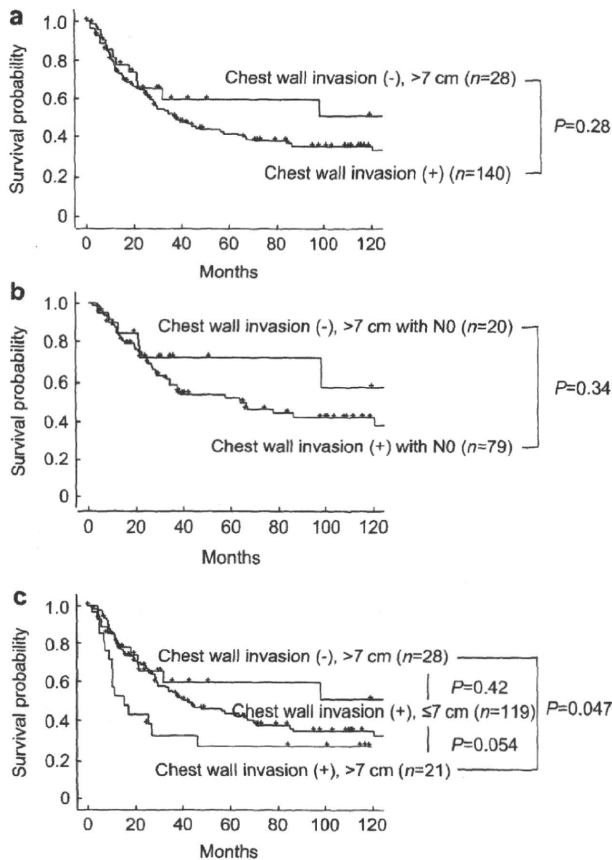 a
Survival probability
1.0
0.8
0.6
0.4
0.2
0
Chest wall invasion (-), >7 cm (n=28)
P=0.28
Chest wall invasion (+) (n=140)
0 20 40 60 80 100 120
Months
b
Survival probability
1.0
0.8
0.6
0.4
0.2
0
Chest wall invasion (-), >7 cm with N0 (n=20)
P=0.34
Chest wall invasion (+) with N0 (n=79)
0 20 40 60 80 100 120
Months
c
Survival probability
1.0
0.8
0.6
0.4
0.2
0
Chest wall invasion (-), >7 cm (n=28)
P=0.42
Chest wall invasion (+), ≤7 cm (n=119)
P=0.047
P=0.054
Chest wall invasion (+), >7 cm (n=21)
0 20 40 60 80 100 120
Months